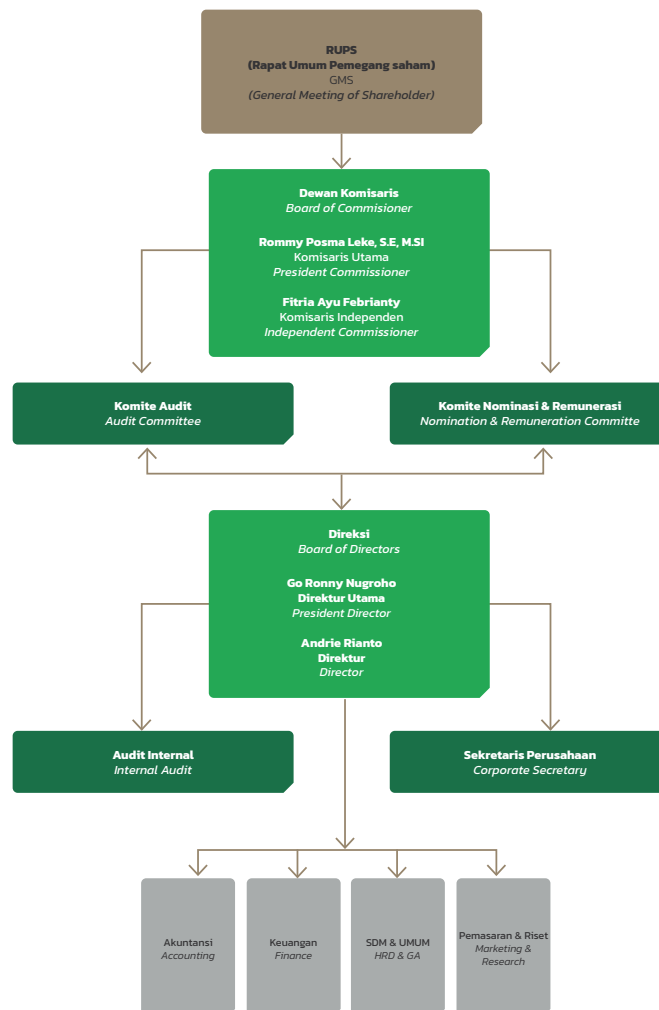 RUPS
(Rapat Umum Pemegang saham)
GMS
(General Meeting of Shareholder)
Dewan Komisaris
Board of Commisioner
Rommy Posma Leke, S.E, M.SI
Komisaris Utama
President Commissioner
Fitria Ayu Febrianty
Komisaris Independen
Independent Commissioner
Komite Audit
Audit Committee
Komite Nominasi & Remunerasi
Nomination & Remuneration Committe
Direksi
Board of Directors
Go Ronny Nugroho
Direktur Utama
President Director
Andrie Rianto
Direktur
Director
Audit Internal
Internal Audit
Sekretaris Perusahaan
Corporate Secretary
Akuntansi
Accounting
Keuangan
Finance
SDM & UMUM
HRD & GA
Pemasaran & Riset
Marketing &
Research